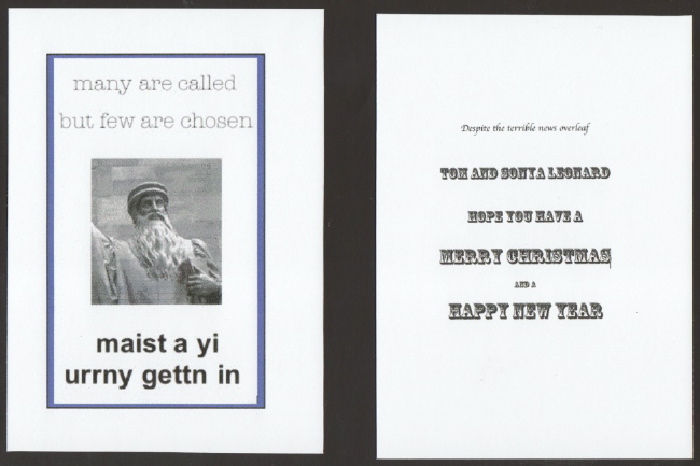 many are called
but few are chosen
maist a yi
urrny gettn in
Despite the terrible news overleaf
TOM AND SONYA LEONARD
HOPE YOU HAVE A
MERRY CHRISTMAS
AND A
HAPPY NEW YEAR